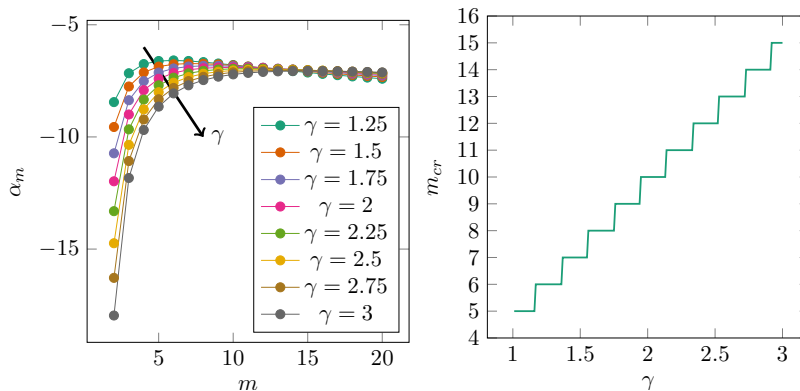 −5
−10
−15
α_m
5
10
15
20
m
γ
γ = 1.25
γ = 1.5
γ = 1.75
γ = 2
γ = 2.25
γ = 2.5
γ = 2.75
γ = 3
16
15
14
13
12
11
10
9
8
7
6
5
4
m_cr
1
1.5
2
2.5
3
γ